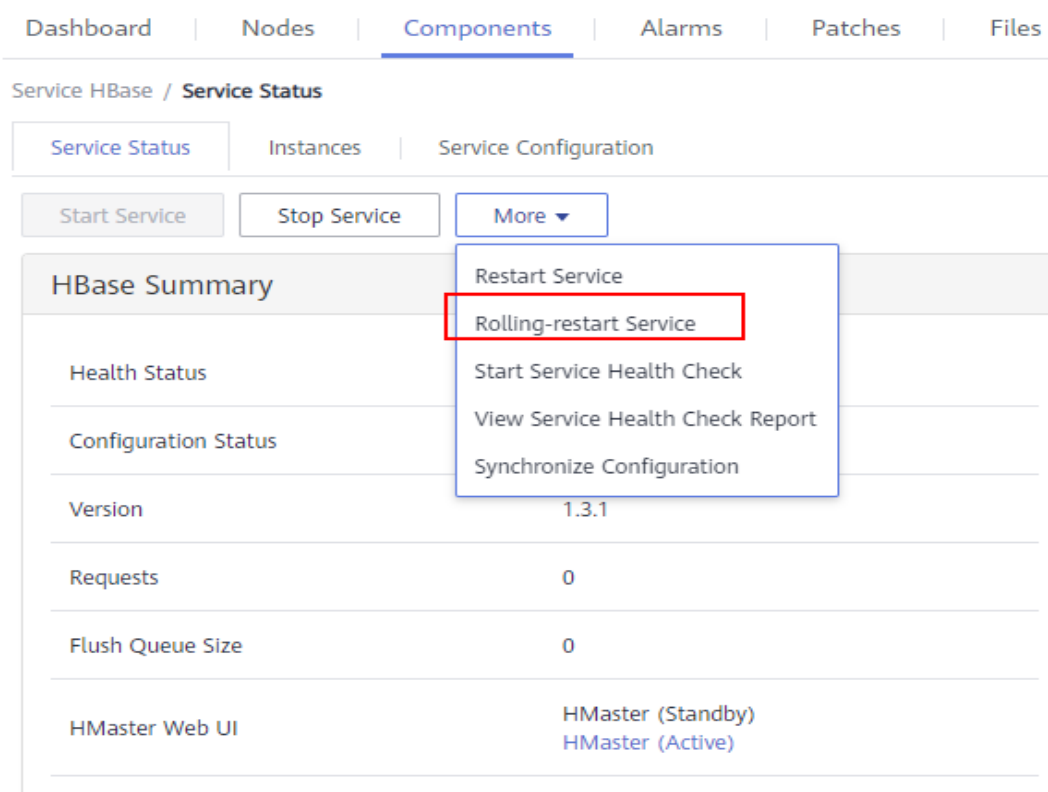 Dashboard Nodes Components Alarms Patches Files
Service HBase / Service Status
Service Status Instances Service Configuration
Start Service Stop Service More
Restart Service
HBase Summary
Rolling-restart Service
Health Status
Start Service Health Check
View Service Health Check Report
Configuration Status
Synchronize Configuration
Version 1.3.1
Requests 0
Flush Queue Size 0
HMaster Web UI HMaster (Standby)
HMaster (Active)